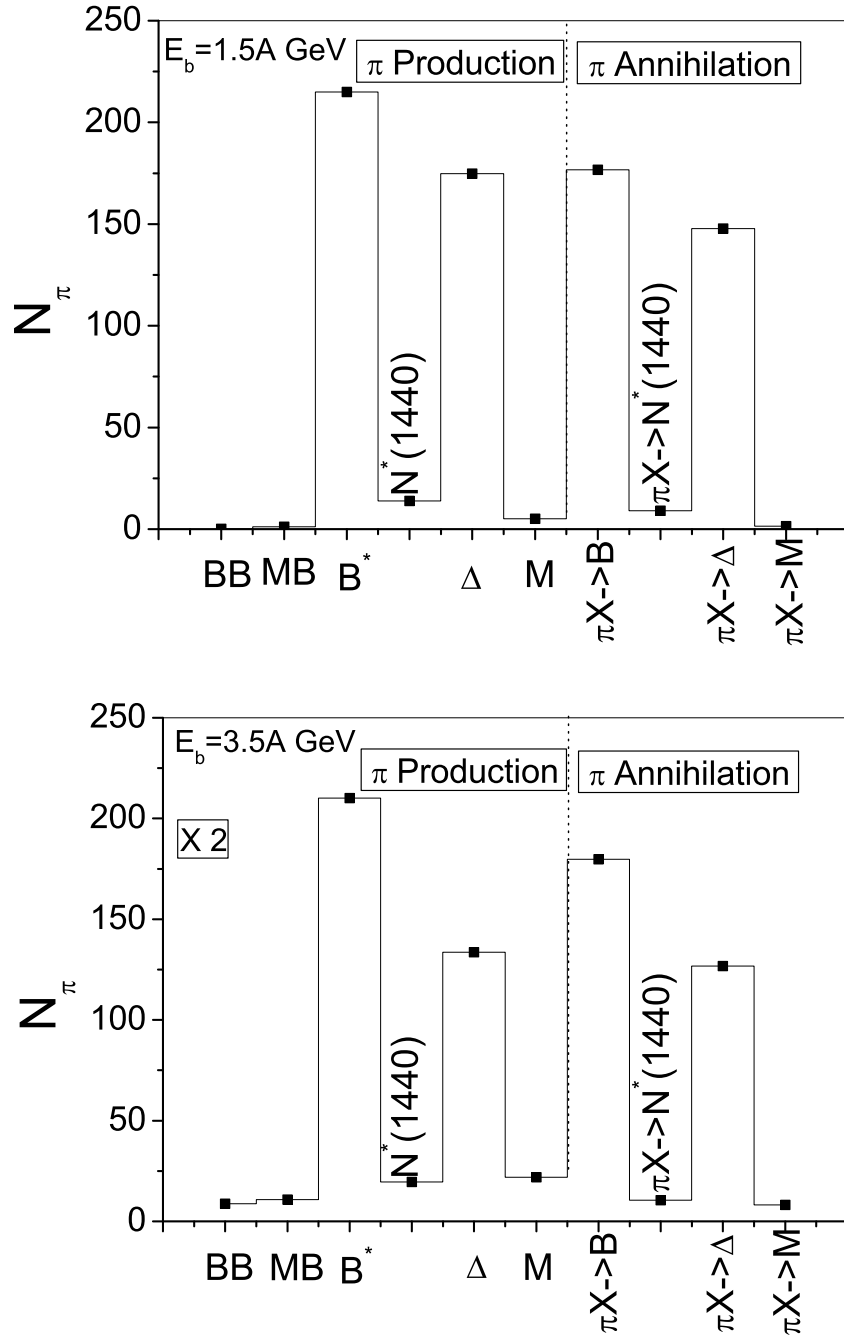 E_b=1.5A GeV
π Production
π Annihilation
250
200
150
100
50
0
N_π
N*(1440)
πX->N*(1440)
BB
MB
B*
Δ
M
πX->B
πX->Δ
πX->M
E_b=3.5A GeV
π Production
π Annihilation
X 2
250
200
150
100
50
0
N_π
N*(1440)
πX->N*(1440)
BB
MB
B*
Δ
M
πX->B
πX->Δ
πX->M